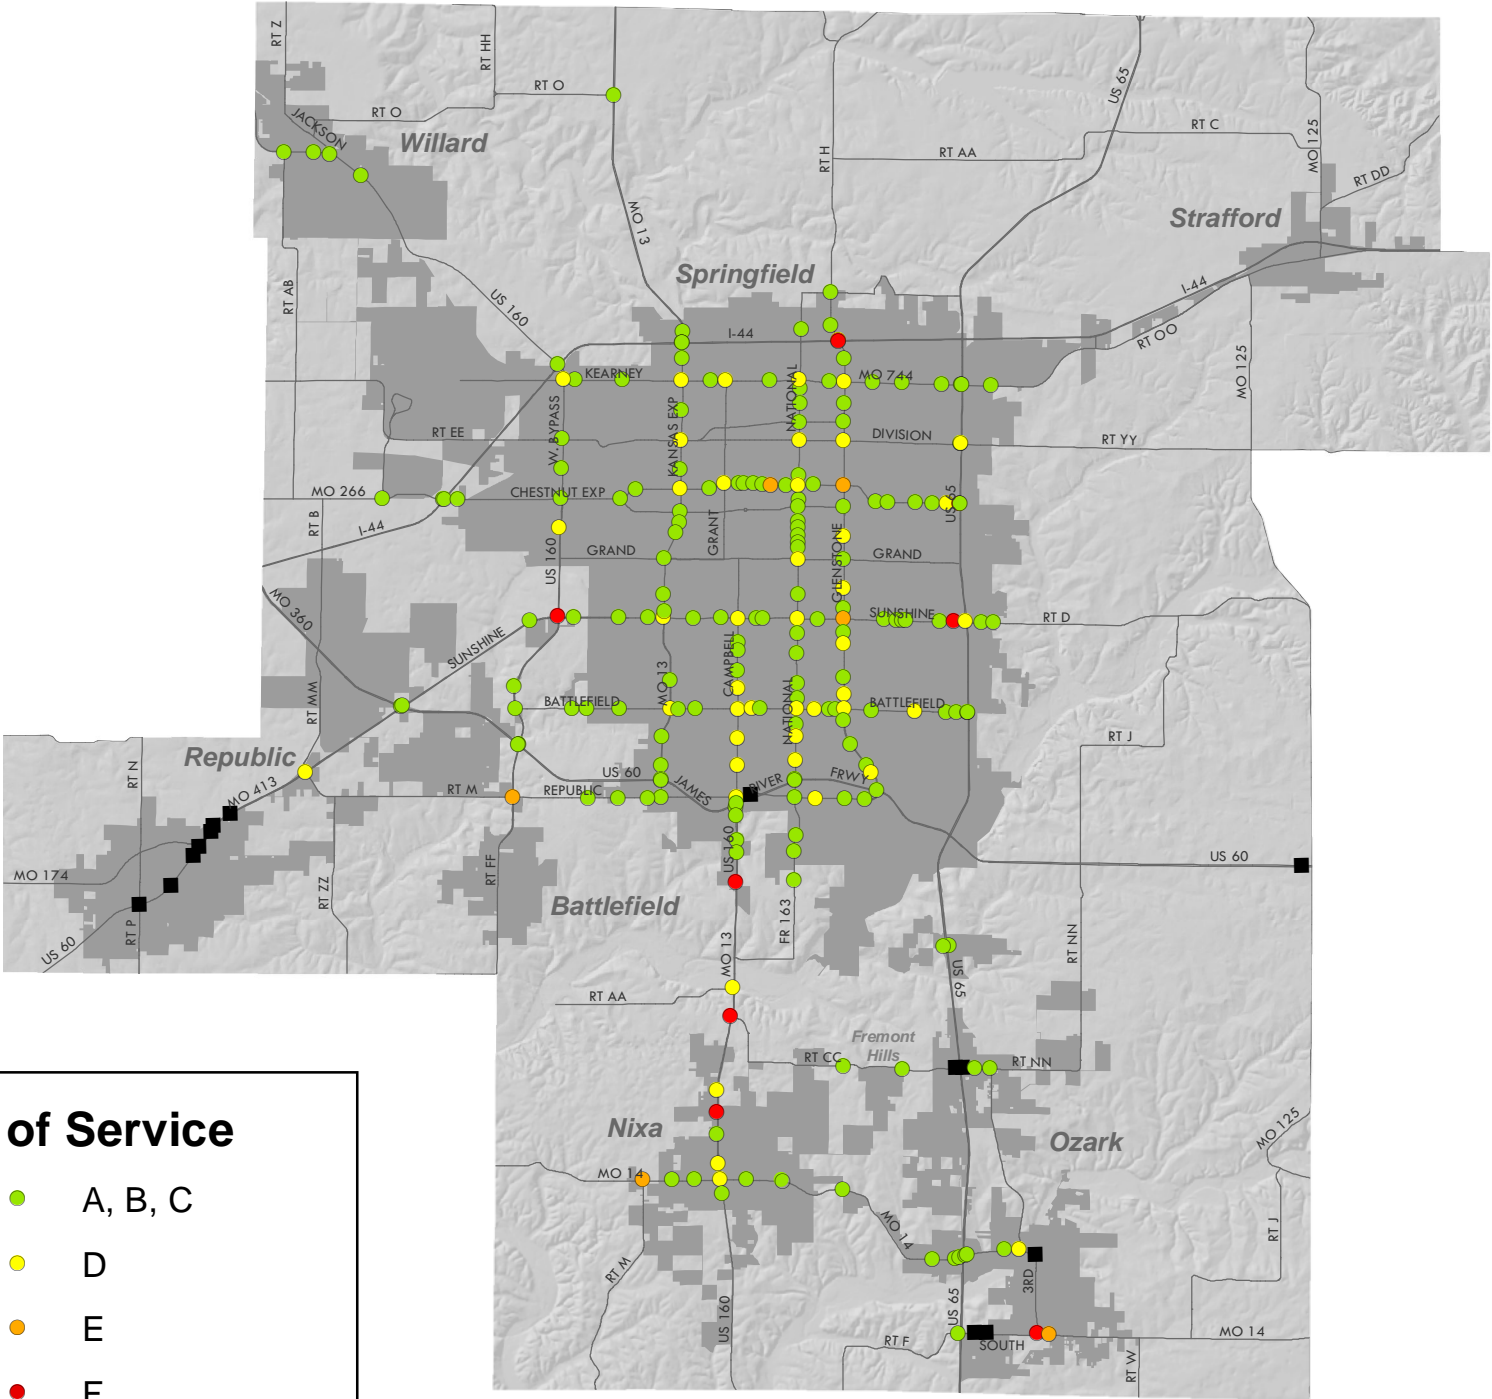 RT Z
RT HH
RT O
RT O
JACKSON
Willard
MO 13
RT H
US 65
RT AA
RT C
MO 125
RT DD
Strafford
Springfield
RT AB
US 160
I-44
I-44
RT OO
MO 125
KEARNEY
MO 744
NATIONAL
W. BYPASS
KANSAS EXP
RT EE
DIVISION
RT YY
MO 266
CHESTNUT EXP
US 65
RT B
I-44
GRANT
GLENSTONE
US 160
GRAND
GRAND
MO 360
SUNSHINE
SUNSHINE
RT D
CAMPBELL
MO 13
RT MM
BATTLEFIELD
NATIONAL
BATTLEFIELD
Republic
RT N
RT J
MO 413
RT M
US 60
REPUBLIC
JAMES
RIVER
FRWY
US 160
US 60
MO 174
RT FF
RT ZZ
RT P
US 60
Battlefield
FR 163
MO 13
US 65
RT NN
RT AA
Fremont
Hills
RT CC
RT NN
Nixa
Ozark
MO 125
MO 14
MO 14
RT J
RT M
US 160
US 65
3RD
RT F
SOUTH
MO 14
RT W
of Service
A, B, C
D
E
F